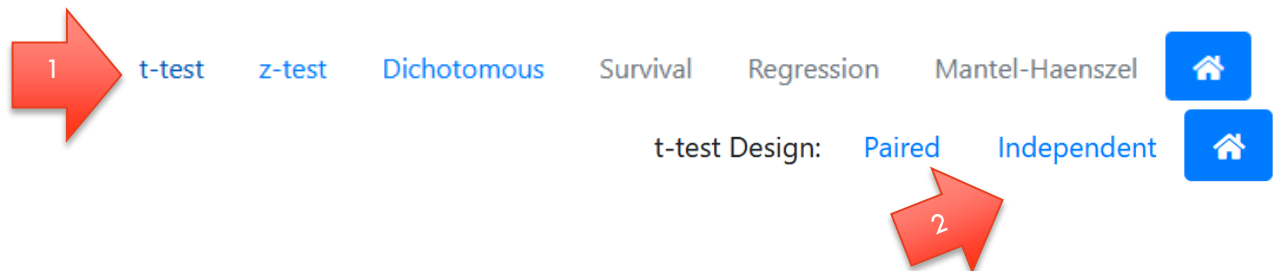 1 t-test z-test Dichotomous Survival Regression Mantel-Haenszel
t-test Design: Paired Independent
2